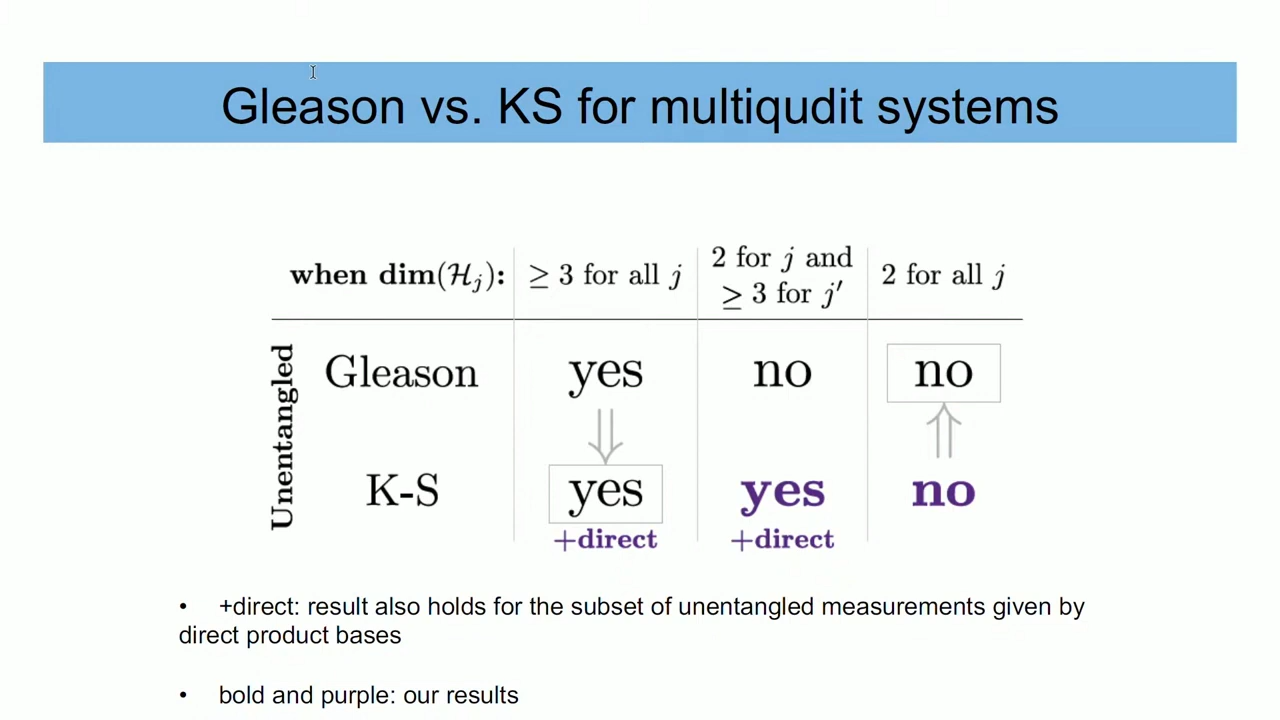 Gleason vs. KS for multiqudit systems
when dim(ℋⱼ): ≥ 3 for all j 2 for j and ≥ 3 for j′ 2 for all j
Unentangled
Gleason yes no no
⇓ ⇑
K-S yes yes no
+direct +direct
• +direct: result also holds for the subset of unentangled measurements given by
direct product bases
• bold and purple: our results